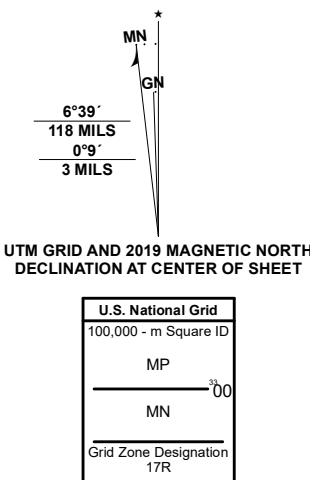 ★
MN
GN
6°39´
118 MILS
0°9´
3 MILS
UTM GRID AND 2019 MAGNETIC NORTH
DECLINATION AT CENTER OF SHEET
U.S. National Grid
100,000 - m Square ID
MP
3300
MN
Grid Zone Designation
17R